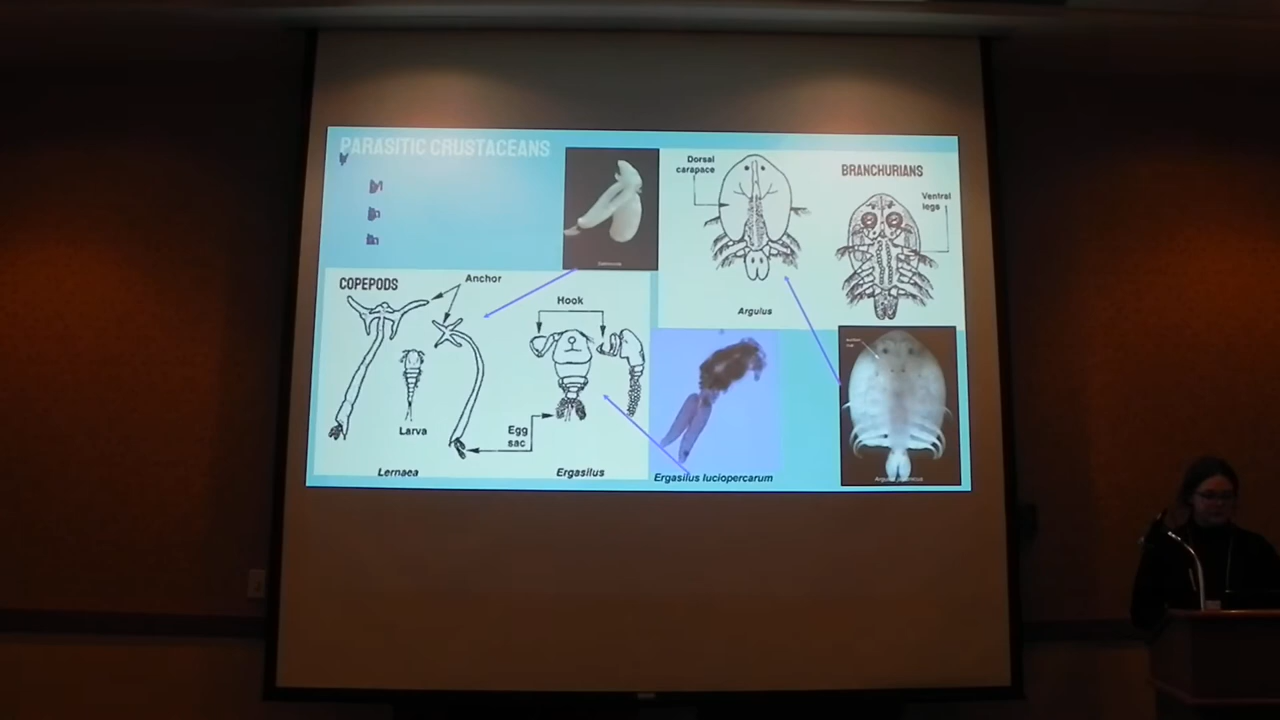 PARASITIC CRUSTACEANS
Dorsal
carapace
BRANCHURIANS
Ventral
legs
COPEPODS
Anchor
Hook
Argulus
Larva
Egg
sac
Lernaea
Ergasilus
Ergasilus luciopercarum